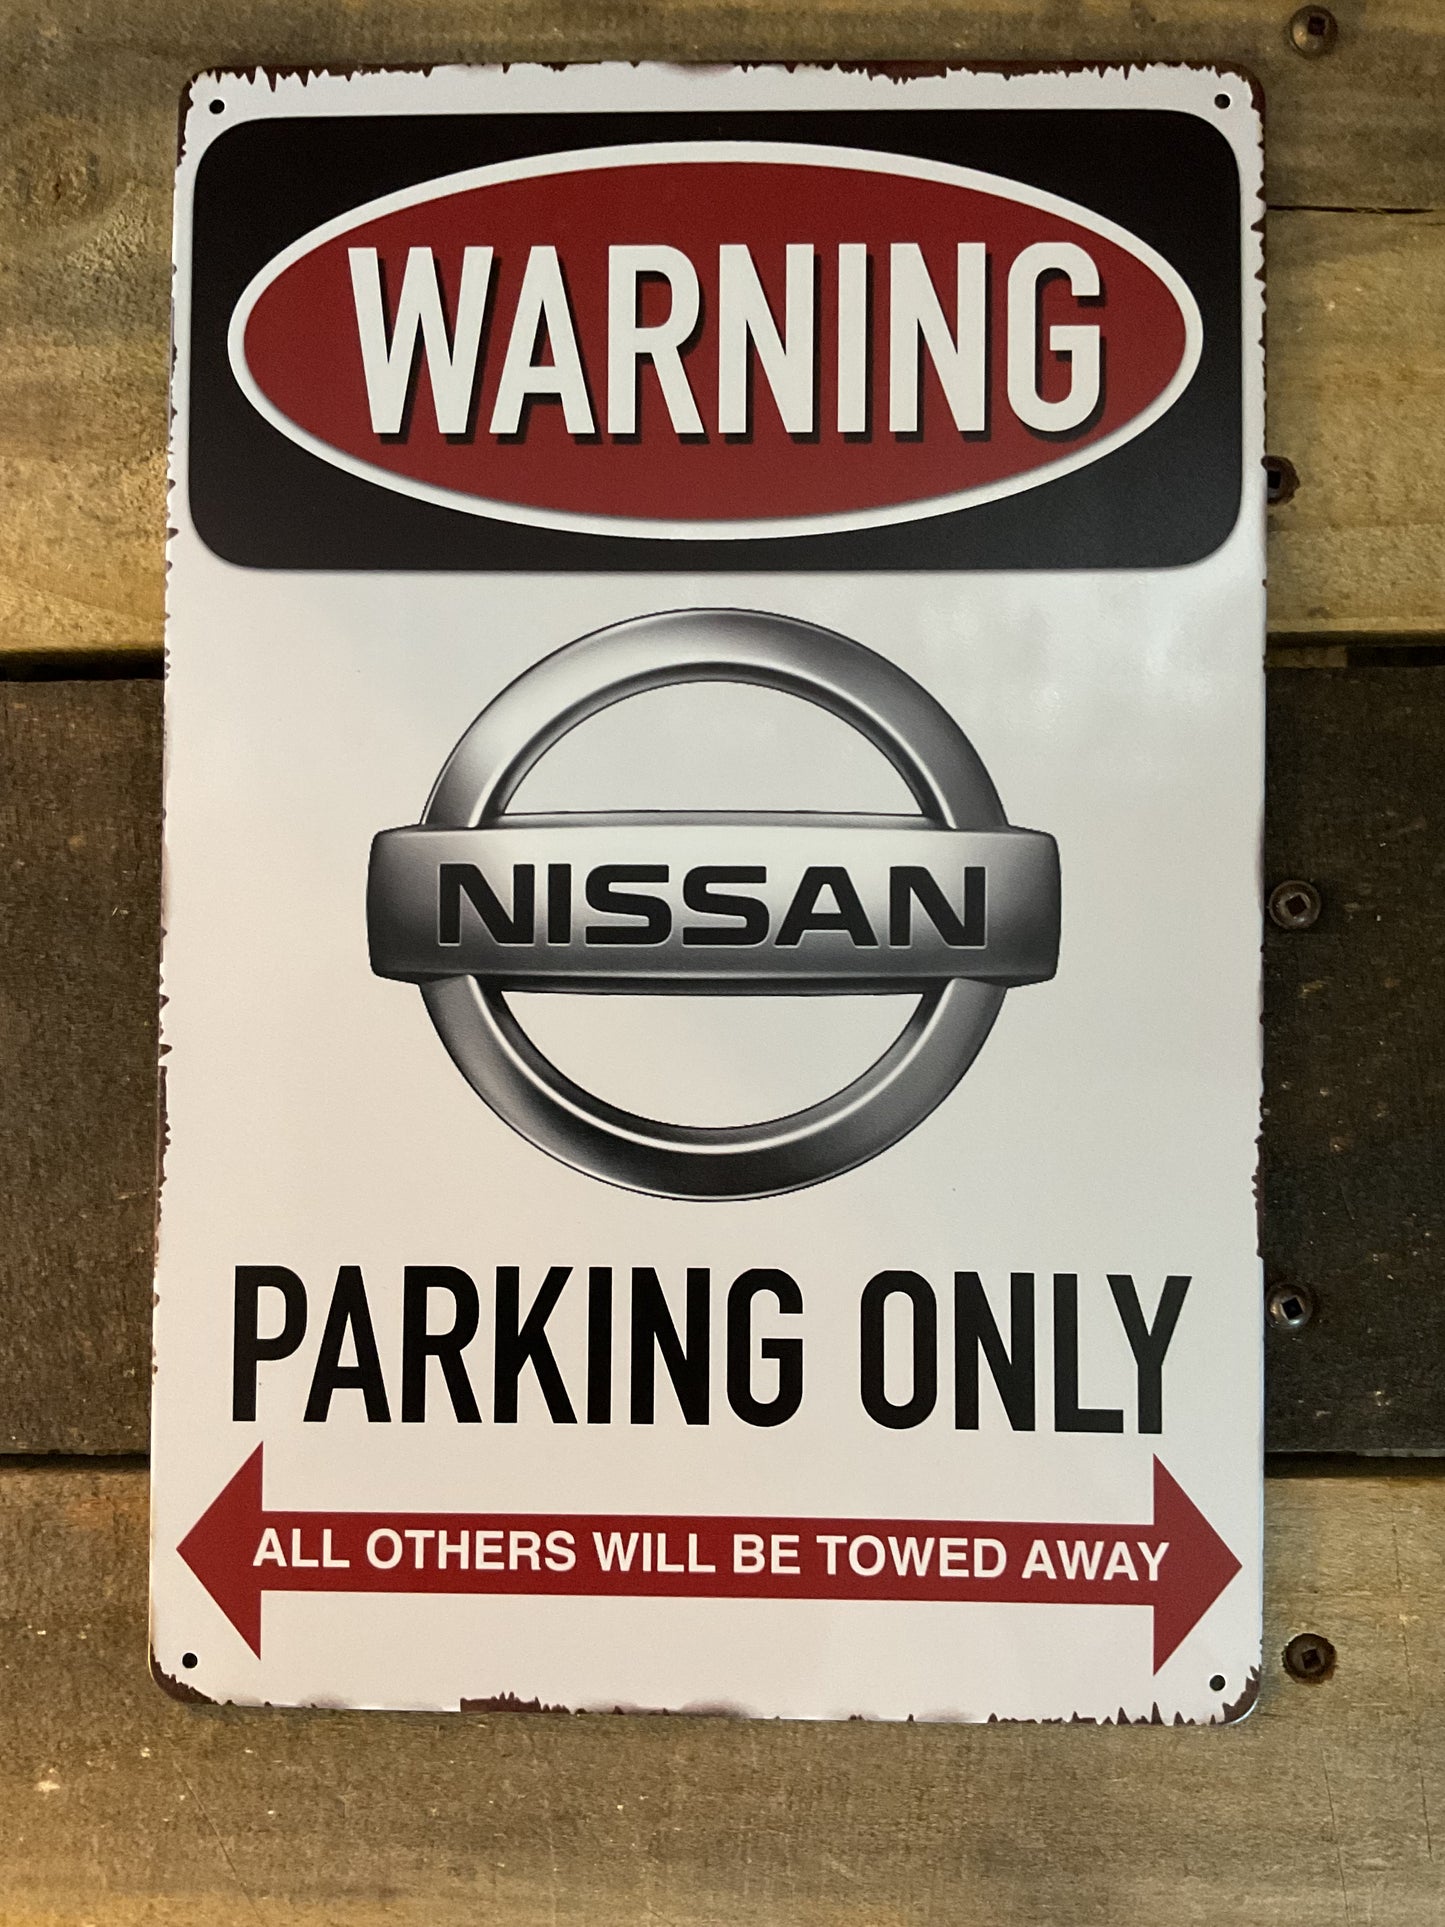 WARNING
NISSAN
PARKING ONLY
ALL OTHERS WILL BE TOWED AWAY